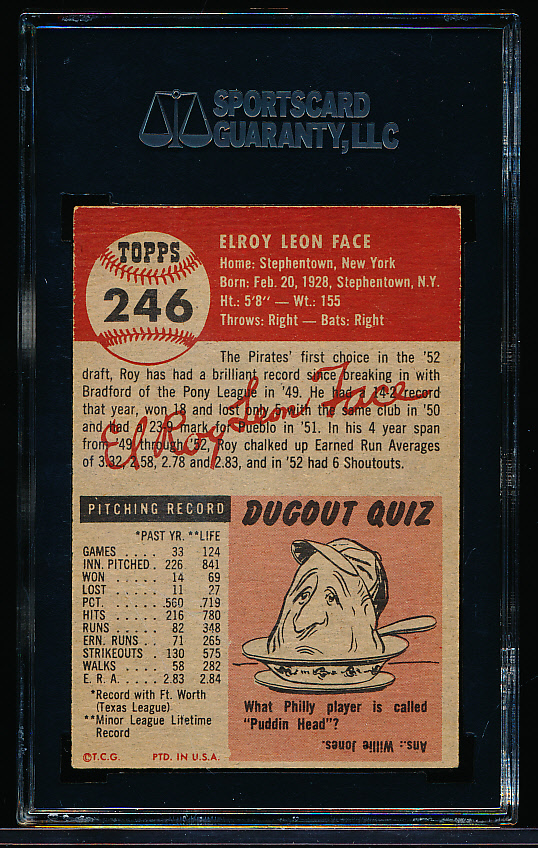 SPORTSCARD
GUARANTY, LLC
TOPPS
246
ELROY LEON FACE
Home: Stephentown, New York
Born: Feb. 20, 1928, Stephentown, N.Y.
Ht.: 5'8" — Wt.: 155
Throws: Right — Bats: Right
The Pirates' first choice in the '52
draft, Roy has had a brilliant record since breaking in with
Bradford of the Pony League in '49. He had a 14-2 record
that year, won 18 and lost only 5 with the same club in '50
and had a 23-9 mark for Pueblo in '51. In his 4 year span
from '49 through '52, Roy chalked up Earned Run Averages
of 3.32, 2.58, 2.78 and 2.83, and in '52 had 6 Shoutouts.
ElRoy Leon Face
PITCHING RECORD
*PAST YR. **LIFE
GAMES .... 33 124
INN. PITCHED. 226 841
WON ..... 14 69
LOST ..... 11 27
PCT. ..... .560 .719
HITS ..... 216 780
RUNS .... 82 348
ERN. RUNS . 71 265
STRIKEOUTS . 130 575
WALKS .... 58 282
E. R. A. .... 2.83 2.84
*Record with Ft. Worth
(Texas League)
**Minor League Lifetime
Record
©T.C.G. PTD. IN U.S.A.
DUGOUT QUIZ
What Philly player is called
"Puddin Head"?
Ans.: Willie Jones.